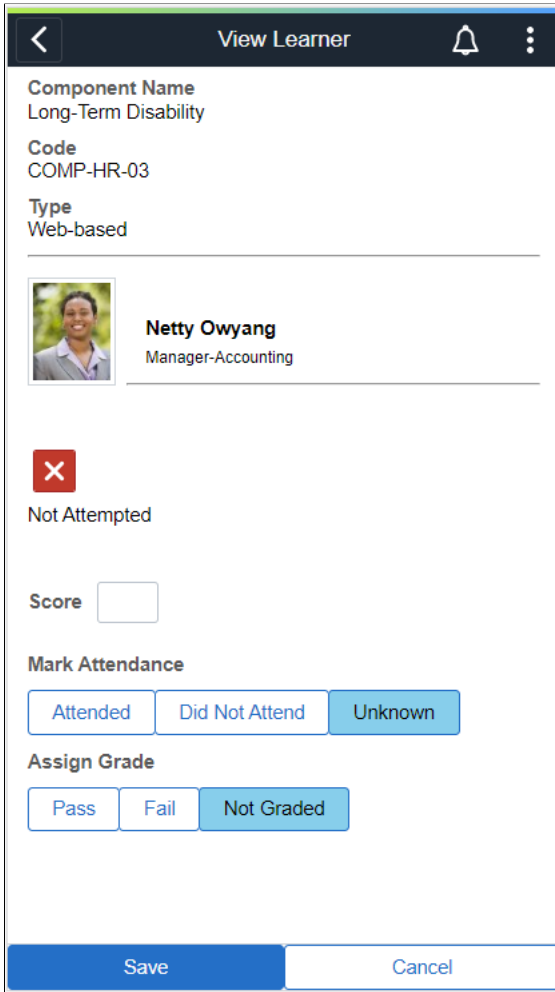 View Learner
Component Name
Long-Term Disability
Code
COMP-HR-03
Type
Web-based
Netty Owyang
Manager-Accounting
Not Attempted
Score
Mark Attendance
Attended Did Not Attend Unknown
Assign Grade
Pass Fail Not Graded
Save Cancel